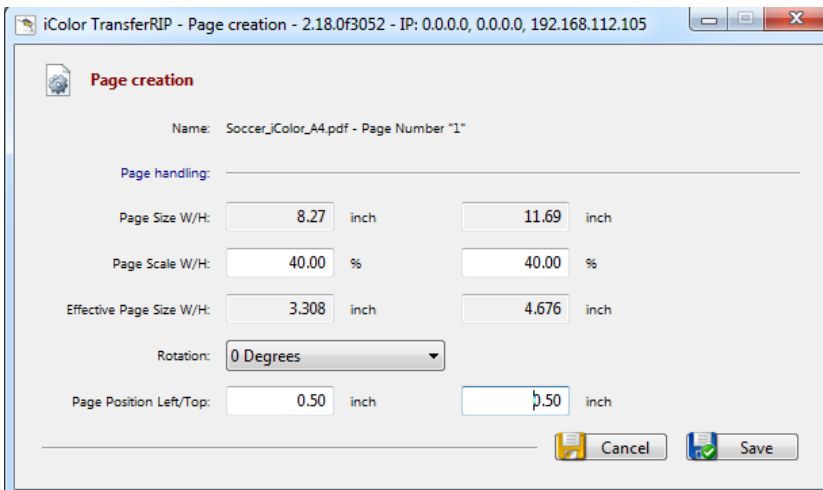 iColor TransferRIP - Page creation - 2.18.0f3052 - IP: 0.0.0.0, 0.0.0.0, 192.168.112.105
Page creation
Name: Soccer_iColor_A4.pdf - Page Number "1"
Page handling:
Page Size W/H: 8.27 inch 11.69 inch
Page Scale W/H: 40.00 % 40.00 %
Effective Page Size W/H: 3.308 inch 4.676 inch
Rotation: 0 Degrees
Page Position Left/Top: 0.50 inch 0.50 inch
Cancel Save